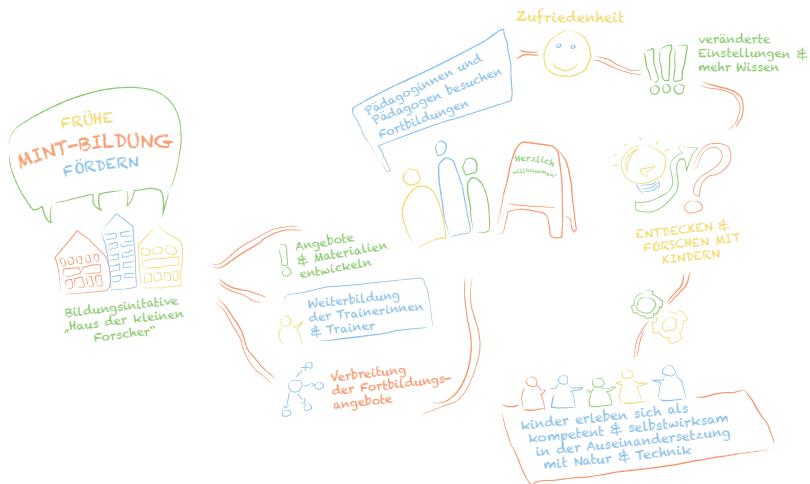 FRÜHE
MINT-BILDUNG
FÖRDERN
Bildungsinitative
„Haus der kleinen
Forscher“
Angebote
& Materialien
entwickeln
Weiterbildung
der Trainerinnen
& Trainer
Verbreitung
der Fortbildungs-
angebote
Pädagoginnen und
Pädagogen besuchen
Fortbildungen
Herzlich
willkommen!
Zufriedenheit
veränderte
Einstellungen &
mehr Wissen
ENTDECKEN &
FORSCHEN MIT
KINDERN
kinder erleben sich als
kompetent & selbstwirksam
in der Auseinandersetzung
mit Natur & Technik